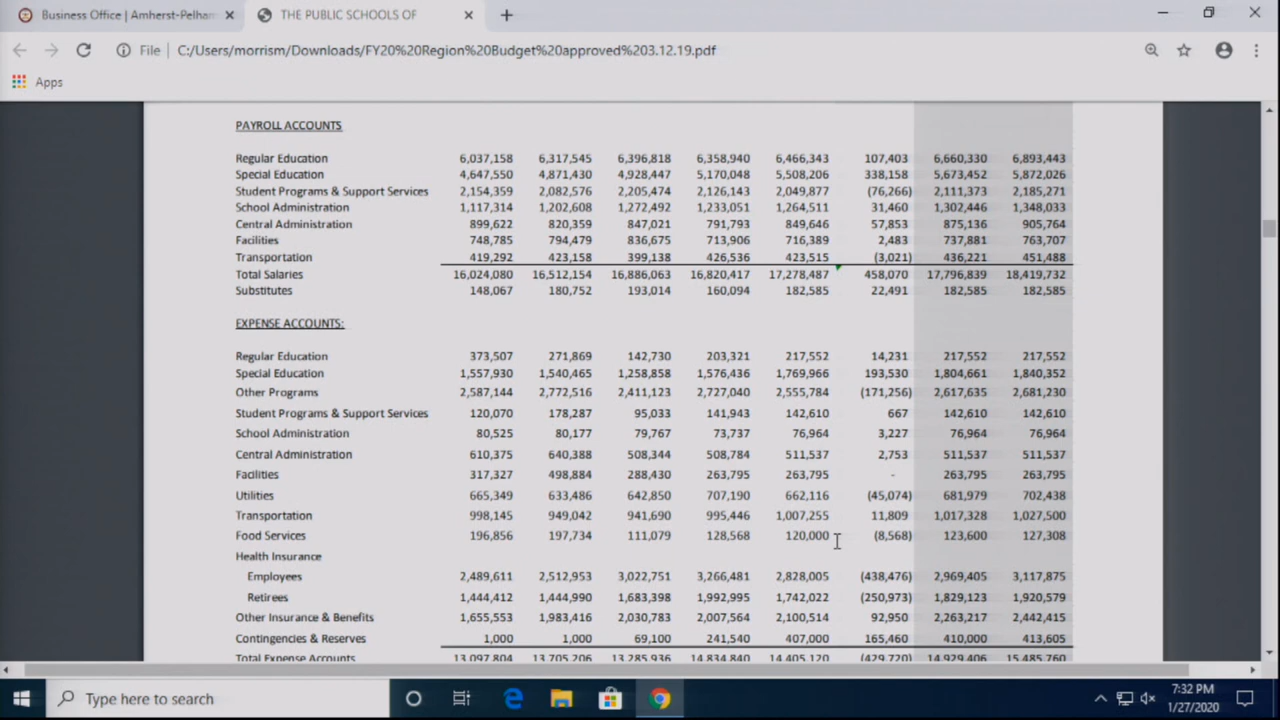 Business Office | Amherst-Pelham
THE PUBLIC SCHOOLS OF
File C:/Users/morrism/Downloads/FY20%20Region%20Budget%20approved%203.12.19.pdf
Apps
PAYROLL ACCOUNTS
Regular Education 6,037,158 6,317,545 6,396,818 6,358,940 6,466,343 107,403 6,660,330 6,893,443
Special Education 4,647,550 4,871,430 4,928,447 5,170,048 5,508,206 338,158 5,673,452 5,872,026
Student Programs & Support Services 2,154,359 2,082,576 2,205,474 2,126,143 2,049,877 (76,266) 2,111,373 2,185,271
School Administration 1,117,314 1,202,608 1,272,492 1,233,051 1,264,511 31,460 1,302,446 1,348,033
Central Administration 899,622 820,359 847,021 791,793 849,646 57,853 875,136 905,764
Facilities 748,785 794,479 836,675 713,906 716,389 2,483 737,881 763,707
Transportation 419,292 423,158 399,138 426,536 423,515 (3,021) 436,221 451,488
Total Salaries 16,024,080 16,512,154 16,886,063 16,820,417 17,278,487 458,070 17,796,839 18,419,732
Substitutes 148,067 180,752 193,014 160,094 182,585 22,491 182,585 182,585
EXPENSE ACCOUNTS:
Regular Education 373,507 271,869 142,730 203,321 217,552 14,231 217,552 217,552
Special Education 1,557,930 1,540,465 1,258,858 1,576,436 1,769,966 193,530 1,804,661 1,840,352
Other Programs 2,587,144 2,772,516 2,411,123 2,727,040 2,555,784 (171,256) 2,617,635 2,681,230
Student Programs & Support Services 120,070 178,287 95,033 141,943 142,610 667 142,610 142,610
School Administration 80,525 80,177 79,767 73,737 76,964 3,227 76,964 76,964
Central Administration 610,375 640,388 508,344 508,784 511,537 2,753 511,537 511,537
Facilities 317,327 498,884 288,430 263,795 263,795 - 263,795 263,795
Utilities 665,349 633,486 642,850 707,190 662,116 (45,074) 681,979 702,438
Transportation 998,145 949,042 941,690 995,446 1,007,255 11,809 1,017,328 1,027,500
Food Services 196,856 197,734 111,079 128,568 120,000 (8,568) 123,600 127,308
Health Insurance
Employees 2,489,611 2,512,953 3,022,751 3,266,481 2,828,005 (438,476) 2,969,405 3,117,875
Retirees 1,444,412 1,444,990 1,683,398 1,992,995 1,742,022 (250,973) 1,829,123 1,920,579
Other Insurance & Benefits 1,655,553 1,983,416 2,030,783 2,007,564 2,100,514 92,950 2,263,217 2,442,415
Contingencies & Reserves 1,000 1,000 69,100 241,540 407,000 165,460 410,000 413,605
Total Expense Accounts 13,097,804 13,705,206 13,285,936 14,834,840 14,405,120 (429,720) 14,929,406 15,485,760
Type here to search
7:32 PM
1/27/2020